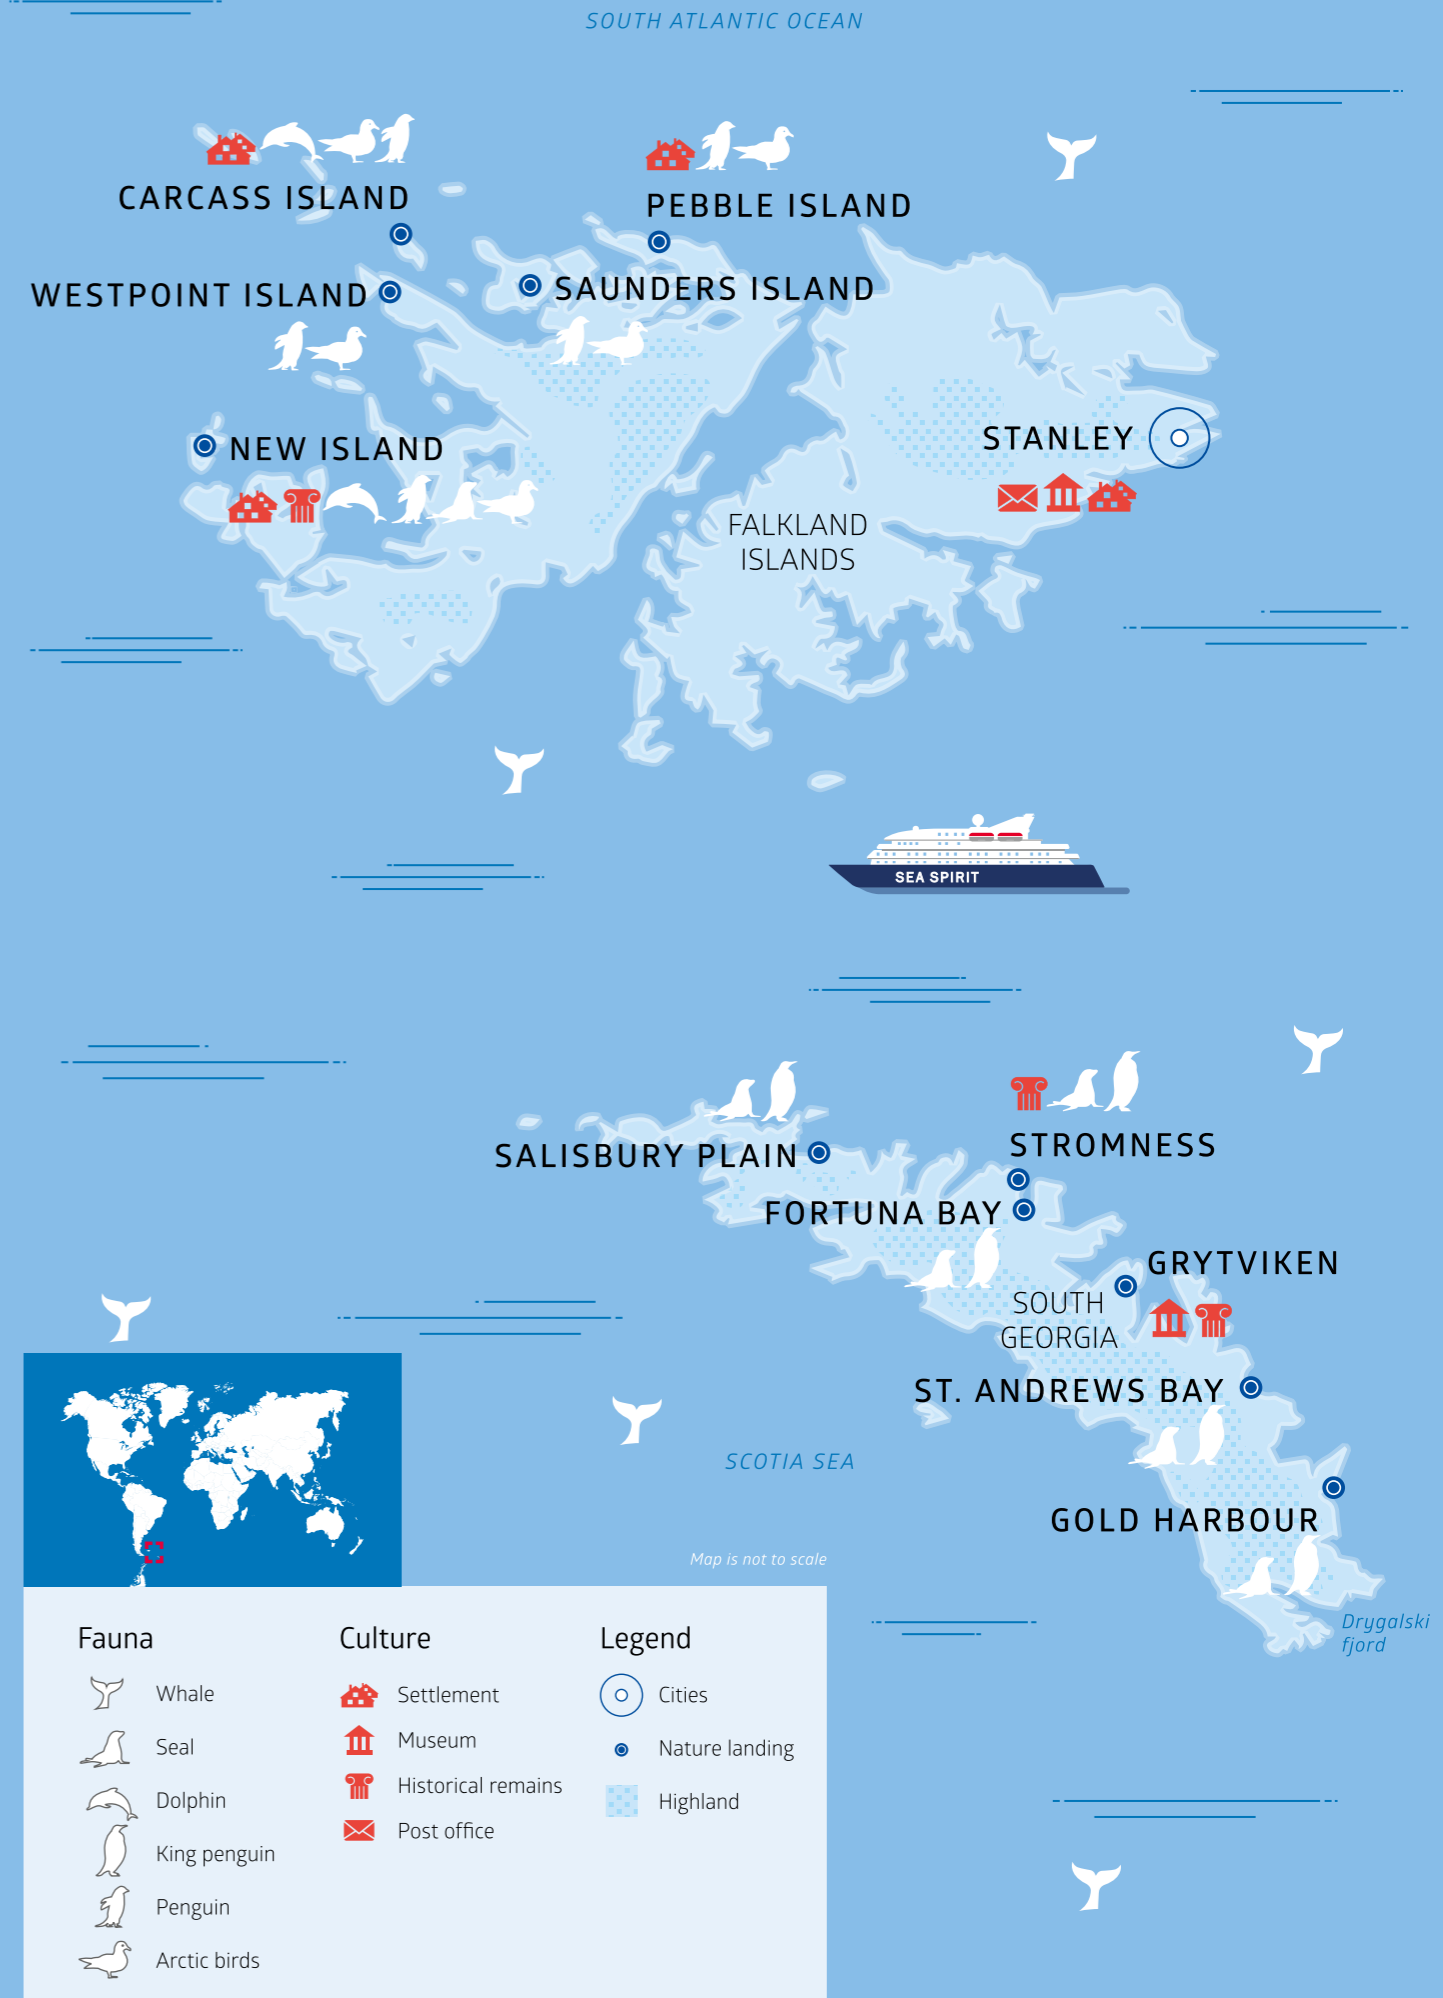 SOUTH ATLANTIC OCEAN
CARCASS ISLAND
PEBBLE ISLAND
WESTPOINT ISLAND
SAUNDERS ISLAND
NEW ISLAND
STANLEY
FALKLAND
ISLANDS
SEA SPIRIT
STROMNESS
SALISBURY PLAIN
FORTUNA BAY
GRYTVIKEN
SOUTH
GEORGIA
ST. ANDREWS BAY
SCOTIA SEA
GOLD HARBOUR
Map is not to scale
Drygalski
fjord
Fauna
Whale
Seal
Dolphin
King penguin
Penguin
Arctic birds
Culture
Settlement
Museum
Historical remains
Post office
Legend
Cities
Nature landing
Highland